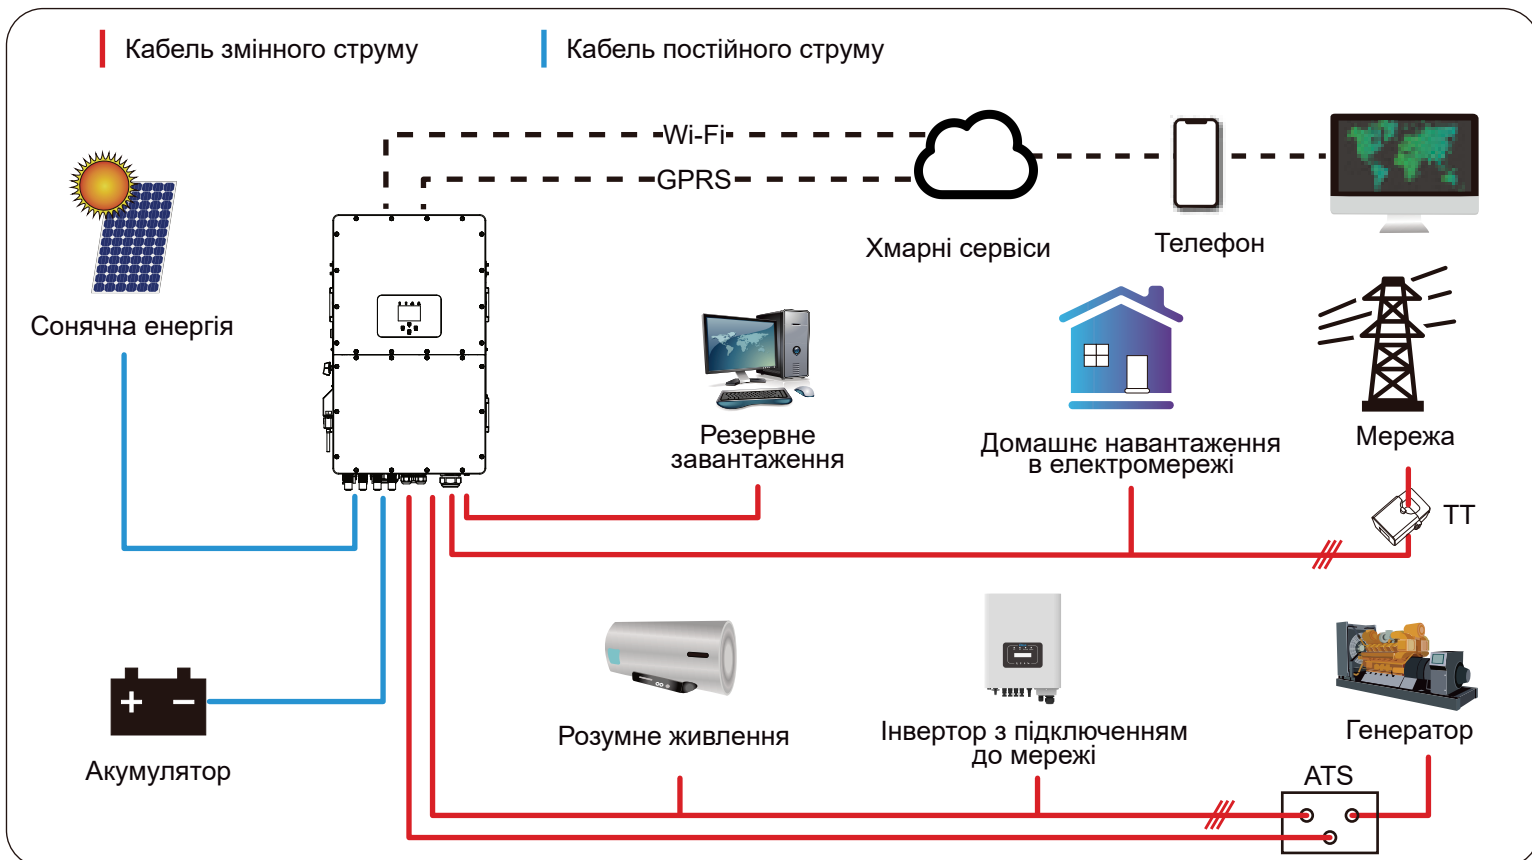 Кабель змінного струму
Кабель постійного струму
Wi-Fi
GPRS
Хмарні сервіси
Телефон
Сонячна енергія
Резервне
завантаження
Домашнє навантаження
в електромережі
Мережа
ТТ
Розумне живлення
Інвертор з підключенням
до мережі
Генератор
Акумулятор
ATS